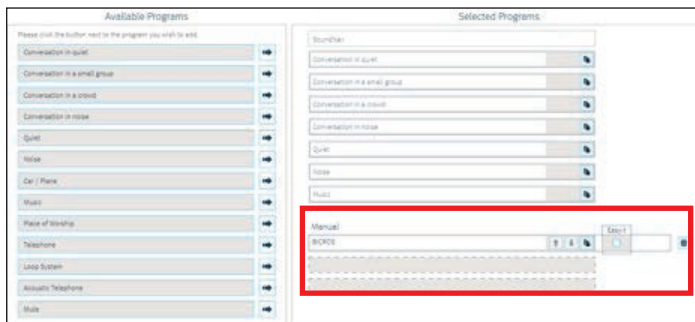 Available Programs
Please click the button next to the program you wish to add.
Conversation in quiet
Conversation in a small group
Conversation in a crowd
Conversation in noise
Quiet
Noise
Car / Plane
Music
Place of Worship
Telephone
Loop System
Acoustic Telephone
Mute
Selected Programs
SoundNav
Conversation in quiet
Conversation in a small group
Conversation in a crowd
Conversation in noise
Quiet
Noise
Music
Manual
Easy-t
BICROS